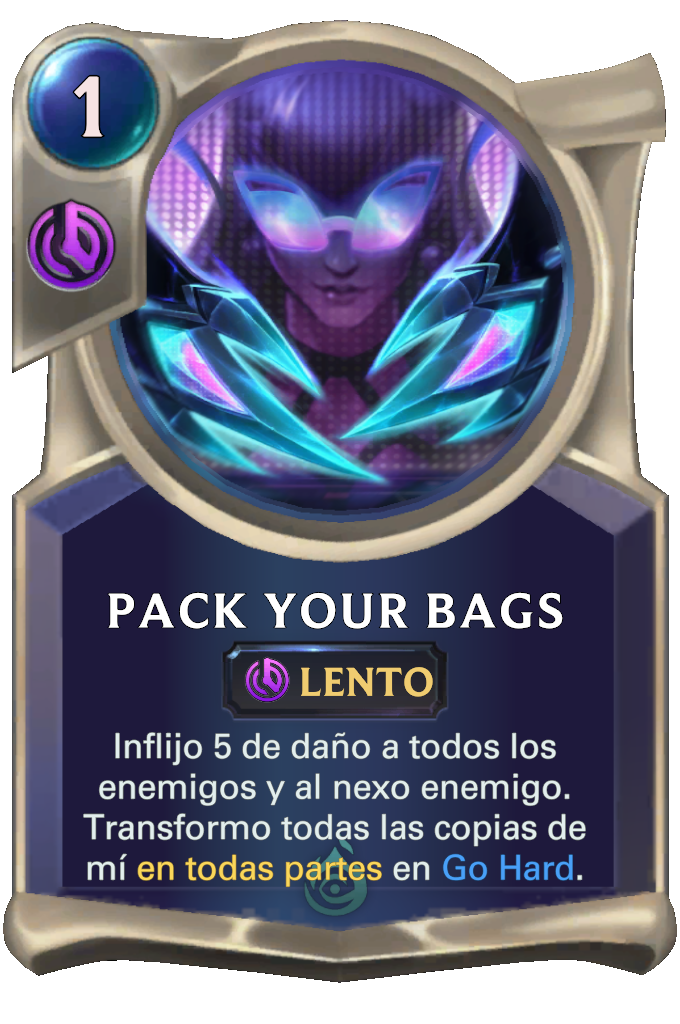 1
PACK YOUR BAGS
LENTO
Inflijo 5 de daño a todos los
enemigos y al nexo enemigo.
Transformo todas las copias de
mí en todas partes en Go Hard.